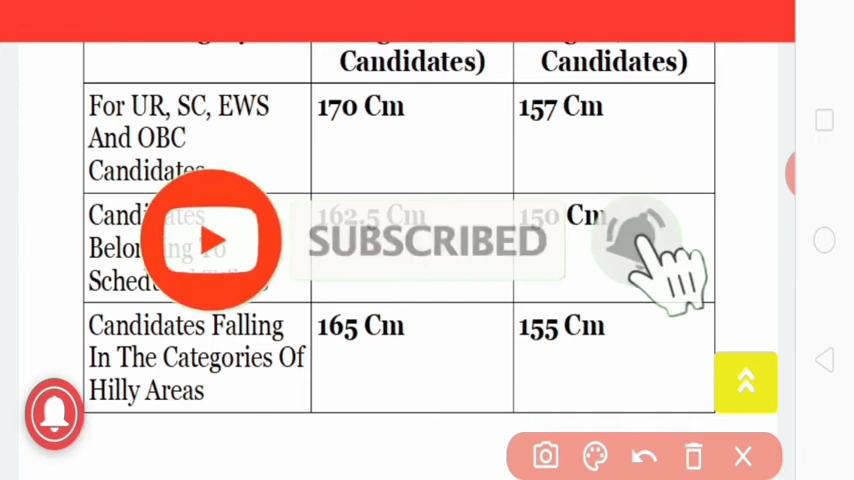 Candidates)
Candidates)
For UR, SC, EWS
And OBC
Candidates
170 Cm
157 Cm
Candidates
Belonging To
162.5 Cm
150 Cm
SUBSCRIBED
Candidates Falling
In The Categories Of
Hilly Areas
165 Cm
155 Cm